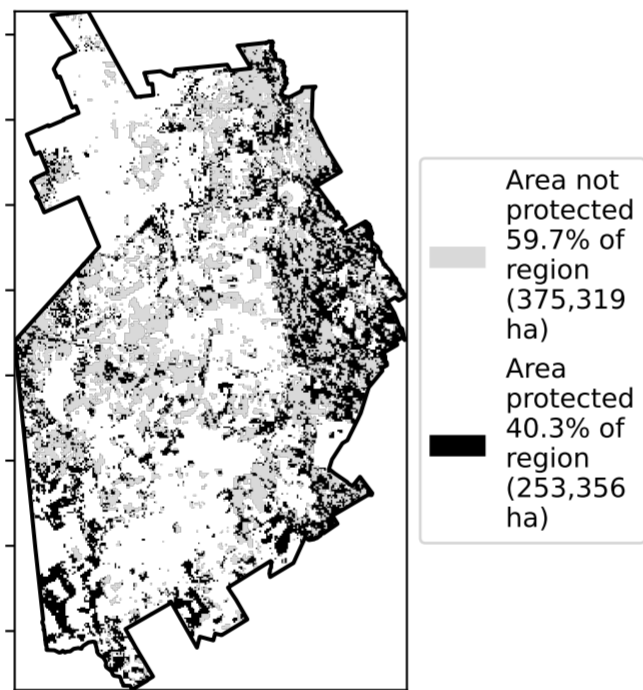 Area not
protected
59.7% of
region
(375,319
ha)
Area
protected
40.3% of
region
(253,356
ha)